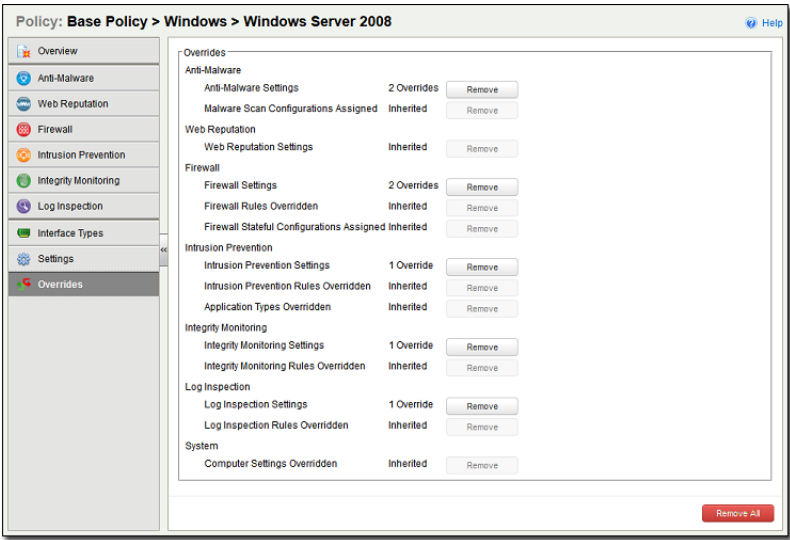 Policy: Base Policy > Windows > Windows Server 2008
Help
Overview
Anti-Malware
Web Reputation
Firewall
Intrusion Prevention
Integrity Monitoring
Log Inspection
Interface Types
Settings
Overrides
«
Overrides
Anti-Malware
Anti-Malware Settings 2 Overrides Remove
Malware Scan Configurations Assigned Inherited Remove
Web Reputation
Web Reputation Settings Inherited Remove
Firewall
Firewall Settings 2 Overrides Remove
Firewall Rules Overridden Inherited Remove
Firewall Stateful Configurations Assigned Inherited Remove
Intrusion Prevention
Intrusion Prevention Settings 1 Override Remove
Intrusion Prevention Rules Overridden Inherited Remove
Application Types Overridden Inherited Remove
Integrity Monitoring
Integrity Monitoring Settings 1 Override Remove
Integrity Monitoring Rules Overridden Inherited Remove
Log Inspection
Log Inspection Settings 1 Override Remove
Log Inspection Rules Overridden Inherited Remove
System
Computer Settings Overridden Inherited Remove
Remove All